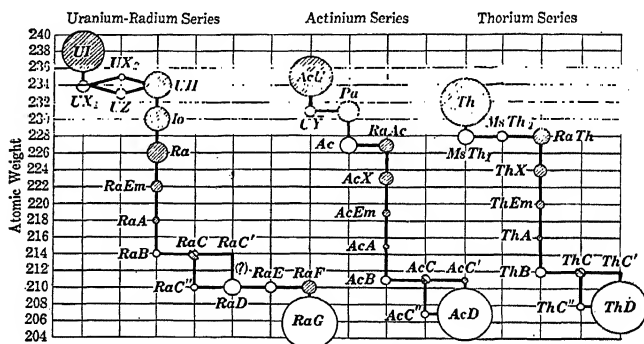 Uranium-Radium Series Actinium Series Thorium Series
Atomic Weight
240
238
236
234
232
230
228
226
224
222
220
218
216
214
212
210
208
206
204
UI
UX₂
UX₁
UZ
UII
Io
Ra
RaEm
RaA
RaB
RaC
RaC'
RaC''
(?)
RaD
RaE
RaF
RaG
AcU
Pa
UY
Ac
RaAc
AcX
AcEm
AcA
AcB
AcC
AcC'
AcC''
AcD
Th
MsTh₂
MsTh₁
RaTh
ThX
ThEm
ThA
ThB
ThC
ThC'
ThC''
ThD